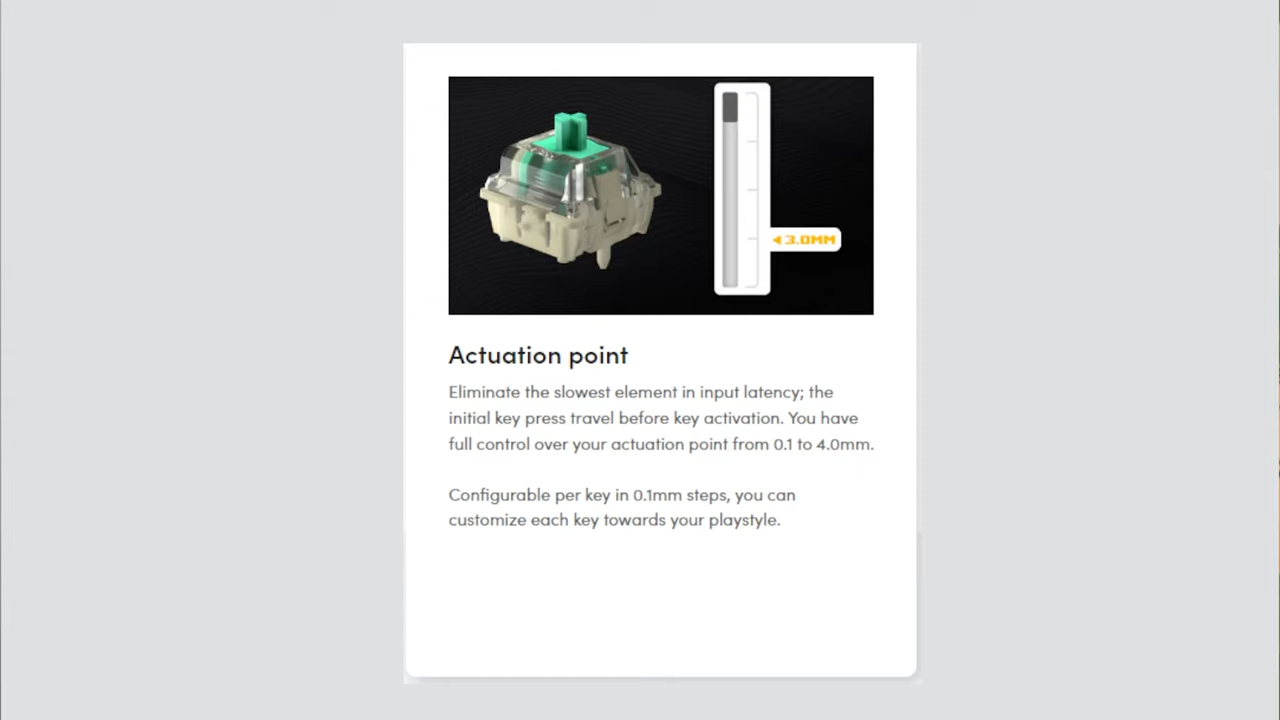 ◄ 3.0MM
Actuation point
Eliminate the slowest element in input latency; the
initial key press travel before key activation. You have
full control over your actuation point from 0.1 to 4.0mm.
Configurable per key in 0.1mm steps, you can
customize each key towards your playstyle.